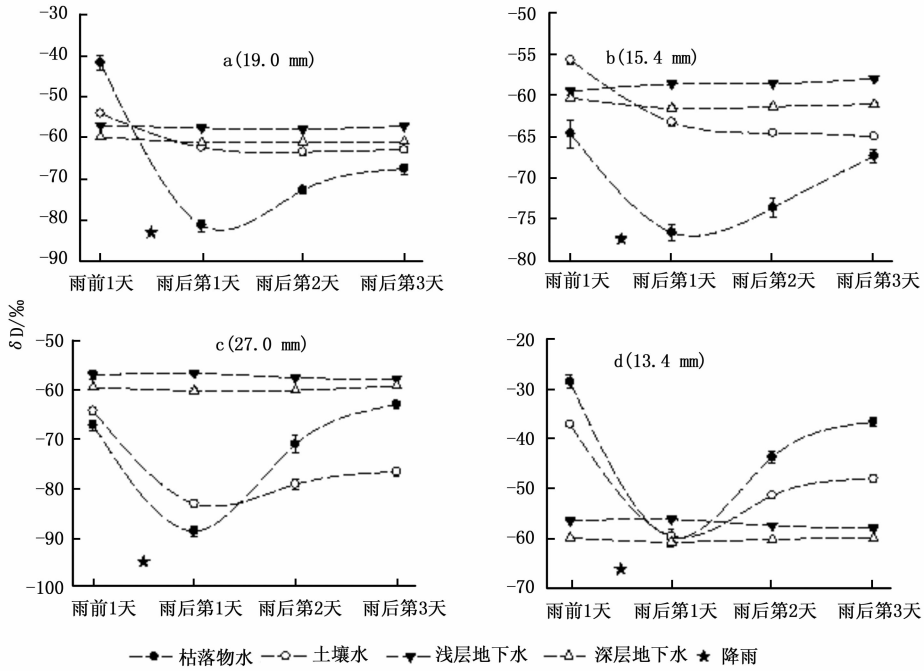 a(19.0 mm)
-30
-40
-50
-60
-70
-80
-90
雨前1天 雨后第1天 雨后第2天 雨后第3天
b(15.4 mm)
-50
-55
-60
-65
-70
-75
-80
雨前1天 雨后第1天 雨后第2天 雨后第3天
δD/‰
c(27.0 mm)
-50
-60
-70
-80
-90
-100
雨前1天 雨后第1天 雨后第2天 雨后第3天
d(13.4 mm)
-20
-30
-40
-50
-60
-70
雨前1天 雨后第1天 雨后第2天 雨后第3天
枯落物水 土壤水 浅层地下水 深层地下水 降雨